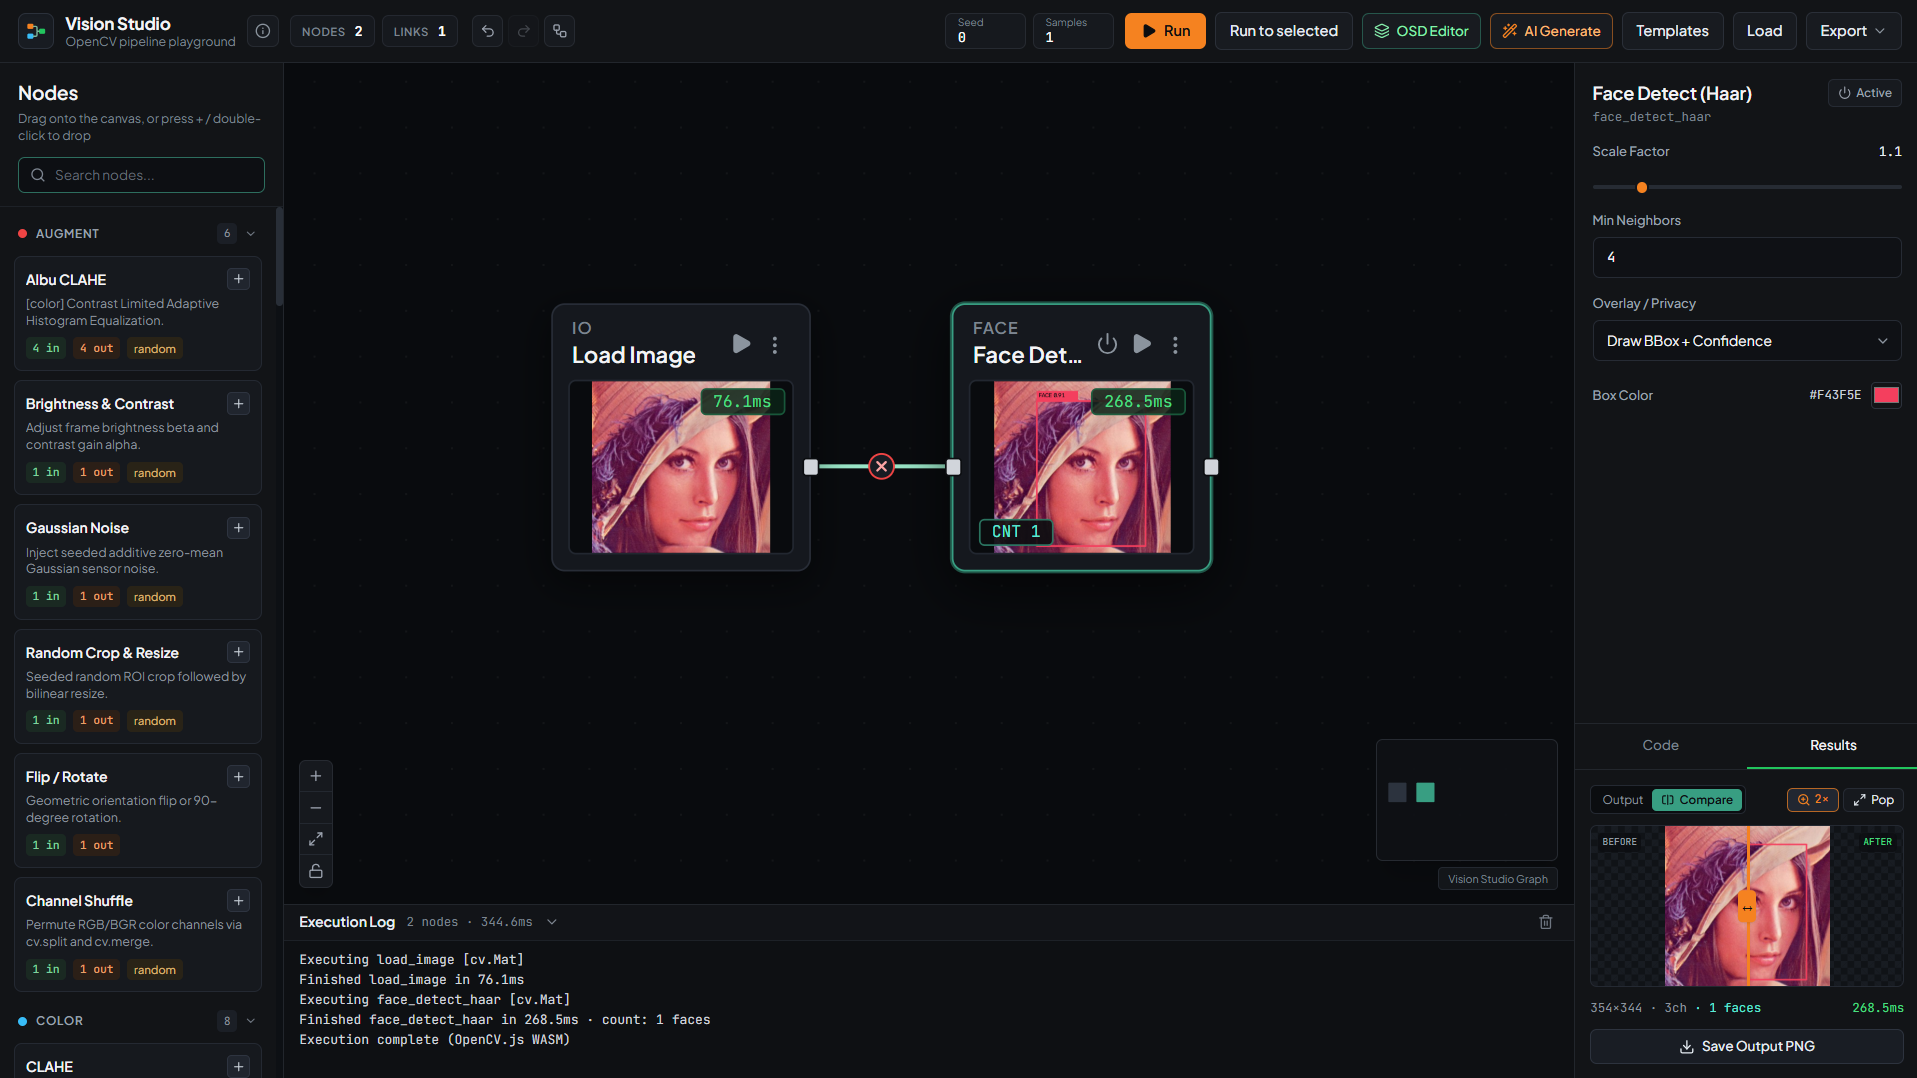 Vision Studio
OpenCV pipeline playground
NODES 2
LINKS 1
Seed
0
Samples
1
Run
Run to selected
OSD Editor
AI Generate
Templates
Load
Export
Nodes
Drag onto the canvas, or press + / double-
click to drop
Search nodes...
AUGMENT
6
Albu CLAHE
[color] Contrast Limited Adaptive
Histogram Equalization.
4 in
4 out
random
Brightness & Contrast
Adjust frame brightness beta and
contrast gain alpha.
1 in
1 out
random
Gaussian Noise
Inject seeded additive zero-mean
Gaussian sensor noise.
1 in
1 out
random
Random Crop & Resize
Seeded random ROI crop followed by
bilinear resize.
1 in
1 out
random
Flip / Rotate
Geometric orientation flip or 90-
degree rotation.
1 in
1 out
Channel Shuffle
Permute RGB/BGR color channels via
cv.split and cv.merge.
1 in
1 out
random
COLOR
8
CLAHE
IO
Load Image
76.1ms
FACE
Face Det...
FACE 0.91
268.5ms
CNT 1
Vision Studio Graph
Execution Log
2 nodes · 344.6ms
Executing load_image [cv.Mat]
Finished load_image in 76.1ms
Executing face_detect_haar [cv.Mat]
Finished face_detect_haar in 268.5ms · count: 1 faces
Execution complete (OpenCV.js WASM)
Face Detect (Haar)
Active
face_detect_haar
Scale Factor
1.1
Min Neighbors
4
Overlay / Privacy
Draw BBox + Confidence
Box Color
#F43F5E
Code
Results
Output
Compare
2×
Pop
BEFORE
AFTER
354×344 · 3ch · 1 faces
268.5ms
Save Output PNG